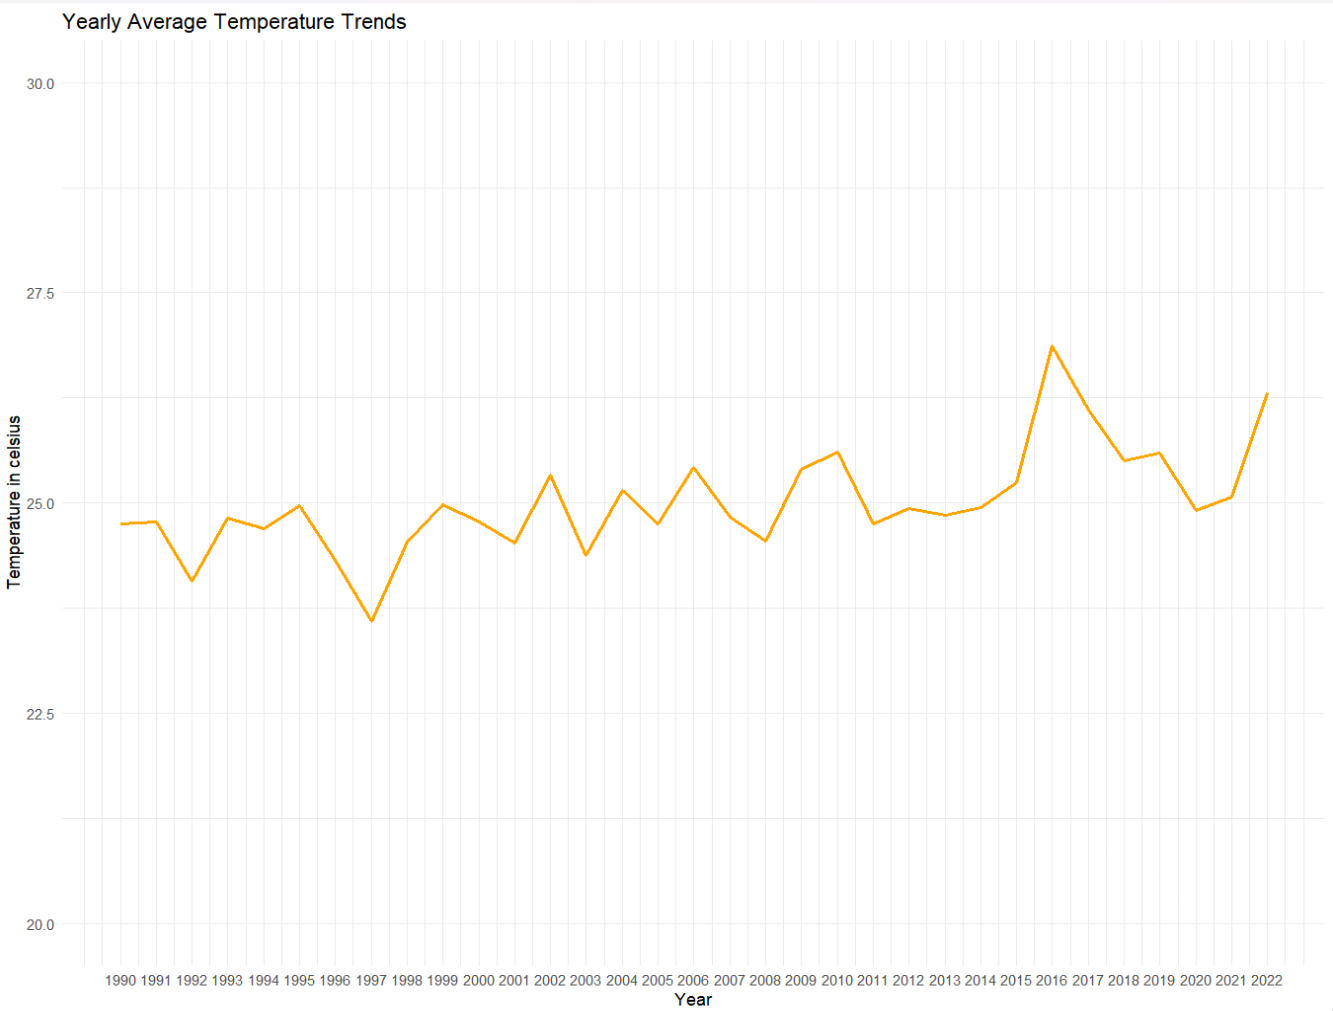 Yearly Average Temperature Trends
30.0
27.5
25.0
22.5
20.0
Temperature in celsius
1990 1991 1992 1993 1994 1995 1996 1997 1998 1999 2000 2001 2002 2003 2004 2005 2006 2007 2008 2009 2010 2011 2012 2013 2014 2015 2016 2017 2018 2019 2020 2021 2022
Year